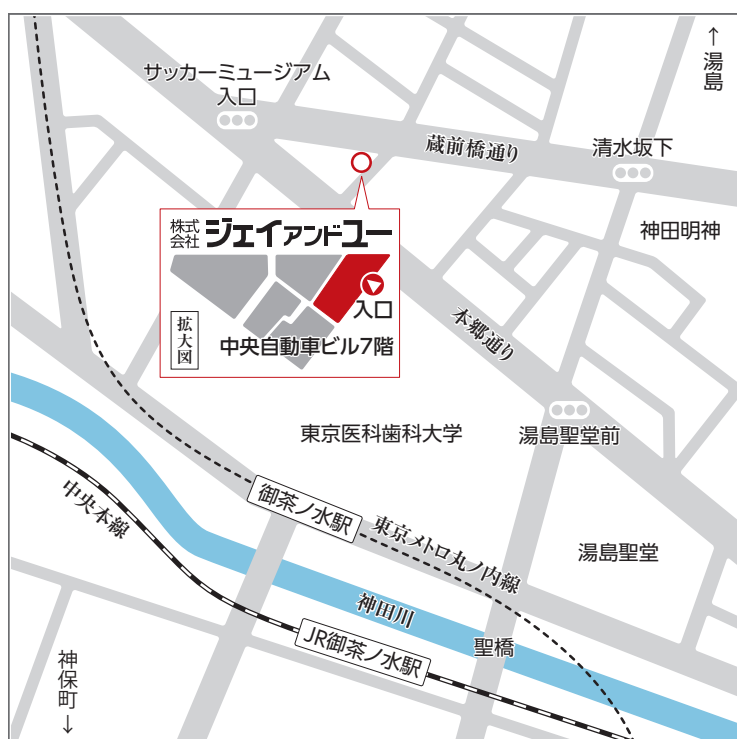 ↑湯島
サッカーミュージアム
入口
蔵前橋通り
清水坂下
神田明神
株式
会社
ジェイアンドユー
入口
拡大図
中央自動車ビル7階
本郷通り
東京医科歯科大学
湯島聖堂前
御茶ノ水駅
中央本線
東京メトロ丸ノ内線
湯島聖堂
神田川
JR御茶ノ水駅
聖橋
神保町↓